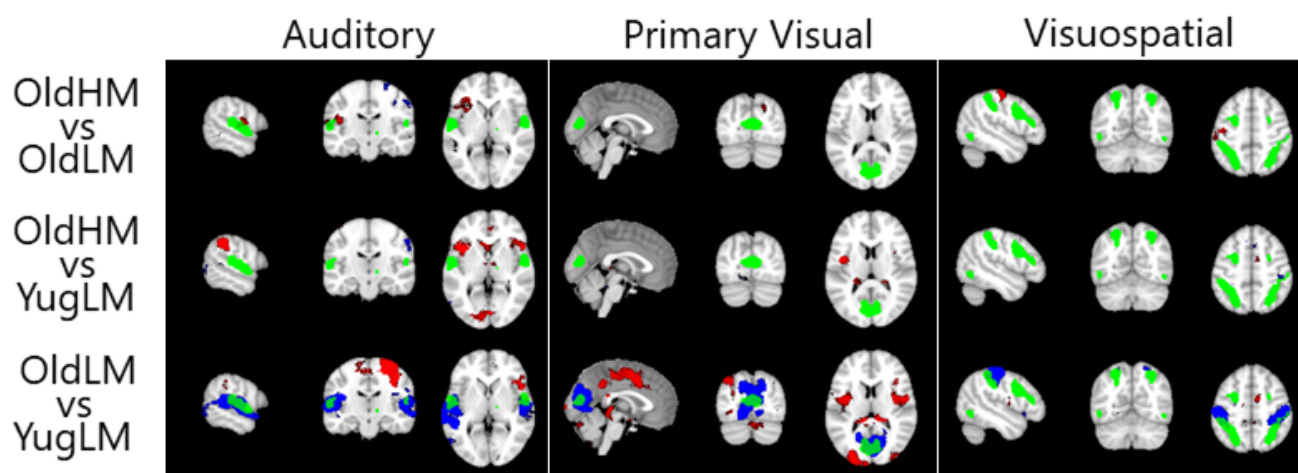 Auditory
Primary Visual
Visuospatial
OldHM
vs
OldLM
OldHM
vs
YugLM
OldLM
vs
YugLM